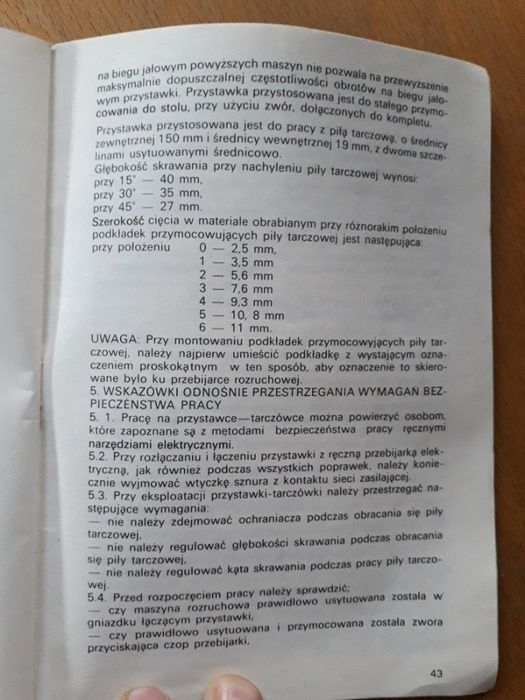 na biegu jałowym powyższych maszyn nie pozwala na przewyższenie
maksymalnie dopuszczalnej częstotliwości obrotów na biegu jało-
wym przystawki. Przystawka przystosowana jest do stałego przymo-
cowania do stolu, przy użyciu zwór, dołączonych do kompletu.
Przystawka przystosowana jest do pracy z piłą tarczową, o średnicy
zewnętrznej 150 mm i średnicy wewnętrznej 19 mm, z dwoma szcze-
linami usytuowanymi średnicowo.
Głębokość skrawania przy nachyleniu piły tarczowej wynosi:
przy 15° — 40 mm,
przy 30° — 35 mm,
przy 45° — 27 mm.
Szerokość cięcia w materiale obrabianym przy róznorakim położeniu
podkładek przymocowujących piły tarczowej jest następująca:
przy położeniu 0 — 2,5 mm,
1 — 3,5 mm
2 — 5,6 mm
3 — 7,6 mm
4 — 9,3 mm
5 — 10, 8 mm
6 — 11 mm.
UWAGA: Przy montowaniu podkładek przymocowyjących piły tar-
czowej, należy najpierw umieścić podkładkę z wystającym ozna-
czeniem proskokątnym w ten sposób, aby oznaczenie to skiero-
wane bylo ku przebijarce rozruchowej.
5. WSKAZÓWKI ODNOŚNIE PRZESTRZEGANIA WYMAGAŃ BEZ-
PIECZEŃSTWA PRACY
5. 1. Pracę na przystawce—tarczówce można powierzyć osobom,
które zapoznane są z metodami bezpieczeństwa pracy ręcznymi
narzędziami elektrycznymi.
5.2. Przy rozłączaniu i łączeniu przystawki z ręczną przebijarką elek-
tryczną, jak również podczas wszystkich poprawek, należy konie-
cznie wyjmować wtyczkę sznura z kontaktu sieci zasilającej.
5.3. Przy eksploatacji przystawki-tarczówki należy przestrzegać na-
stępujące wymagania:
— nie należy zdejmować ochraniacza podczas obracania się piły
tarczowej,
— nie należy regulować głębokości skrawania podczas obracania
się piły tarczowej,
— nie należy regulować kąta skrawania podczas pracy piły tarczo-
wej.
5.4. Przed rozpoczęciem pracy należy sprawdzić:
— czy maszyna rozruchowa prawidłowo usytuowana została w
gniazdku łączącym przystawki,
— czy prawidłowo usytuowana i przymocowana została zwora
przyciskająca czop przebijarki,
43